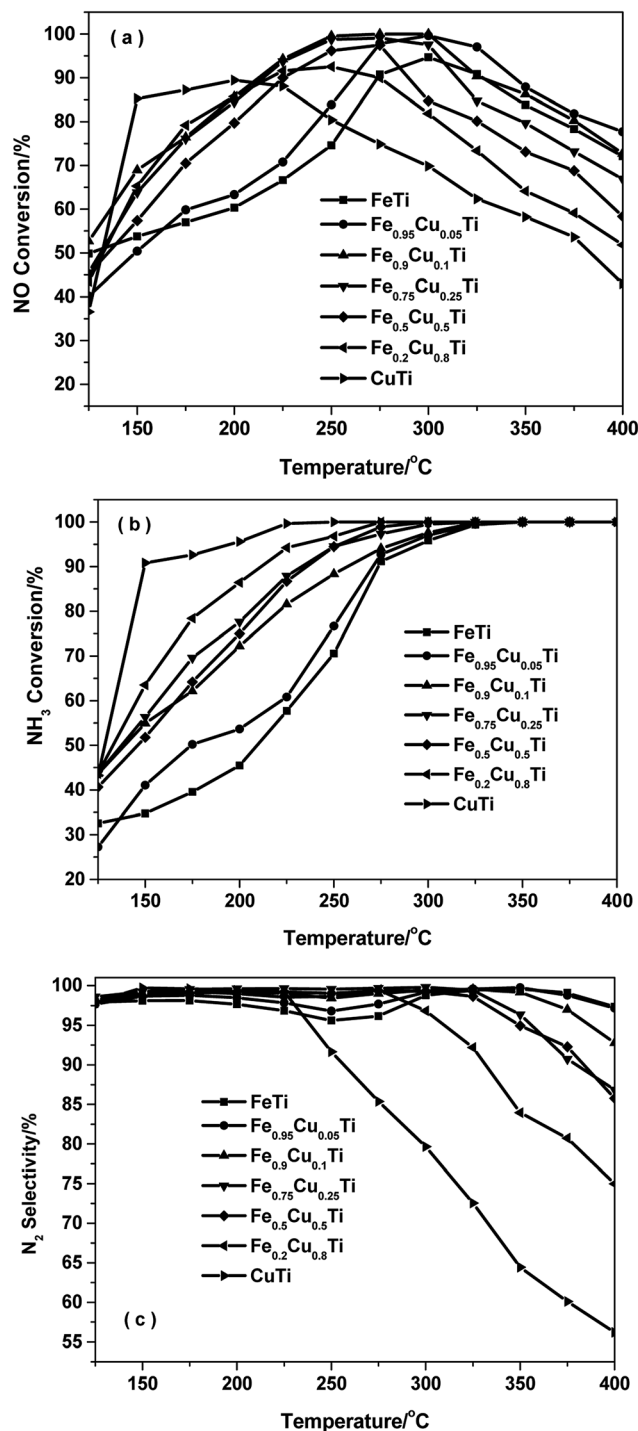 ( a )
NO Conversion/%
100
90
80
70
60
50
40
30
20
FeTi
Fe0.95Cu0.05Ti
Fe0.9Cu0.1Ti
Fe0.75Cu0.25Ti
Fe0.5Cu0.5Ti
Fe0.2Cu0.8Ti
CuTi
150 200 250 300 350 400
Temperature/°C
( b )
NH3 Conversion/%
100
90
80
70
60
50
40
30
20
FeTi
Fe0.95Cu0.05Ti
Fe0.9Cu0.1Ti
Fe0.75Cu0.25Ti
Fe0.5Cu0.5Ti
Fe0.2Cu0.8Ti
CuTi
150 200 250 300 350 400
Temperature/°C
N2 Selectivity/%
100
95
90
85
80
75
70
65
60
55
FeTi
Fe0.95Cu0.05Ti
Fe0.9Cu0.1Ti
Fe0.75Cu0.25Ti
Fe0.5Cu0.5Ti
Fe0.2Cu0.8Ti
CuTi
( c )
150 200 250 300 350 400
Temperature/°C